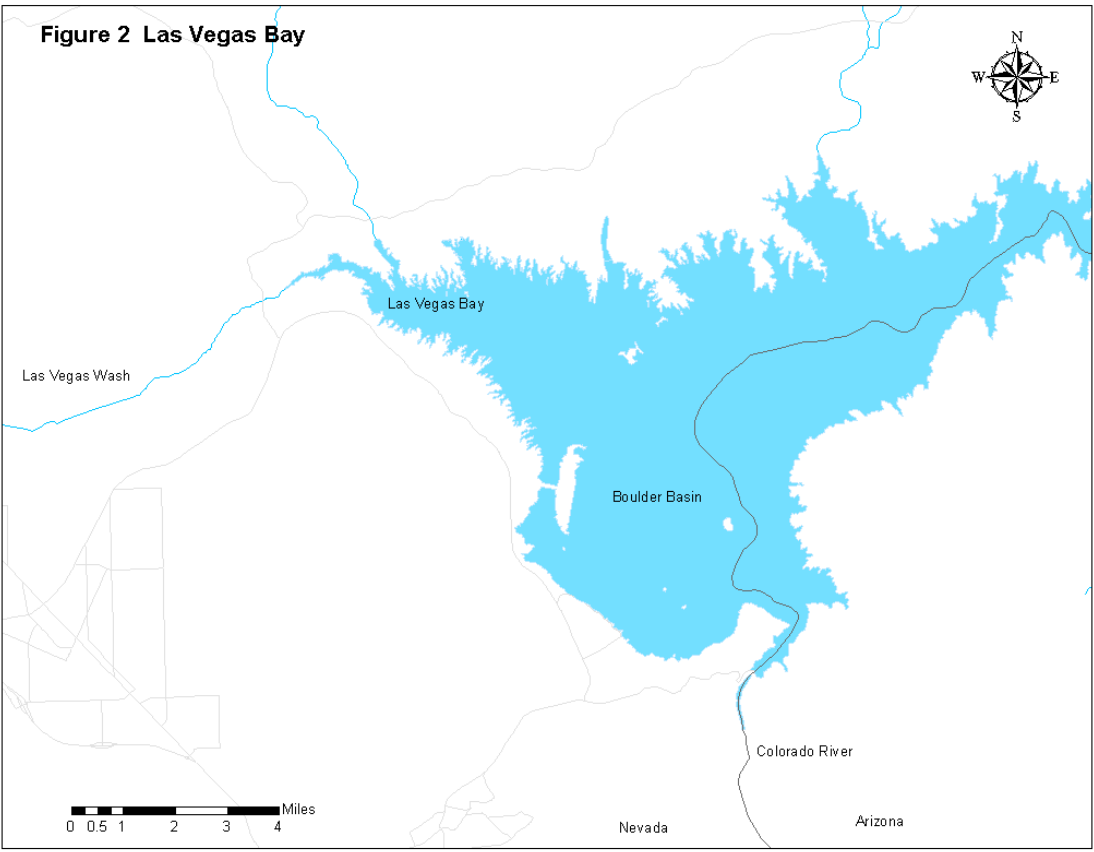 Figure 2 Las Vegas Bay
N
W E
S
Las Vegas Bay
Las Vegas Wash
Boulder Basin
Colorado River
Miles
0 0.5 1 2 3 4
Nevada
Arizona